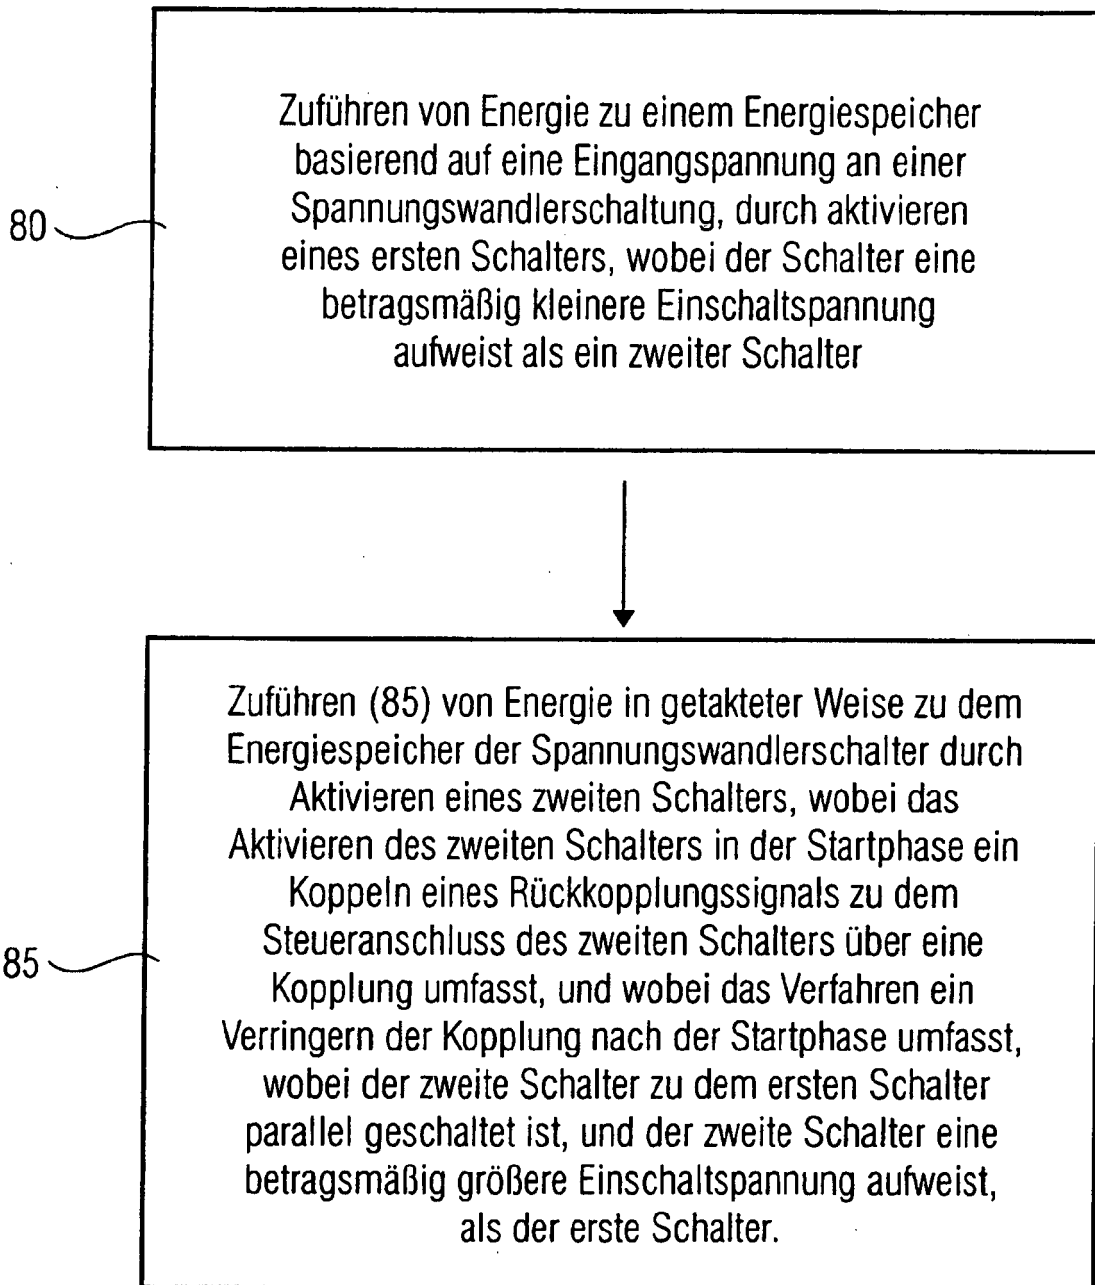 Zuführen von Energie zu einem Energiespeicher
basierend auf eine Eingangspannung an einer
80
Spannungswandlerschaltung, durch aktivieren
eines ersten Schalters, wobei der Schalter eine
betragsmäßig kleinere Einschaltspannung
aufweist als ein zweiter Schalter
Zuführen (85) von Energie in getakteter Weise zu dem
Energiespeicher der Spannungswandlerschalter durch
Aktivieren eines zweiten Schalters, wobei das
Aktivieren des zweiten Schalters in der Startphase ein
Koppeln eines Rückkopplungssignals zu dem
Steueranschluss des zweiten Schalters über eine
85
Kopplung umfasst, und wobei das Verfahren ein
Verringern der Kopplung nach der Startphase umfasst,
wobei der zweite Schalter zu dem ersten Schalter
parallel geschaltet ist, und der zweite Schalter eine
betragsmäßig größere Einschaltspannung aufweist,
als der erste Schalter.